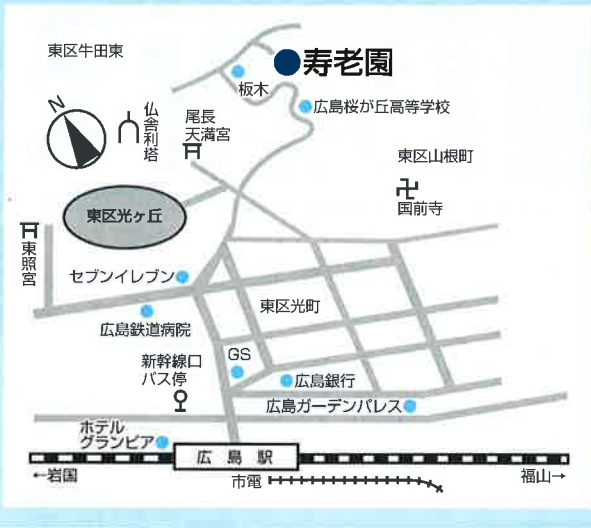 東区牛田東
寿老園
板木
広島桜が丘高等学校
N
仏舎利塔
尾長
天満宮
東区山根町
国前寺
東区光ヶ丘
東照宮
セブンイレブン
東区光町
広島鉄道病院
GS
新幹線口
バス停
広島銀行
広島ガーデンパレス
ホテル
グランビア
広島駅
←岩国
市電
福山→